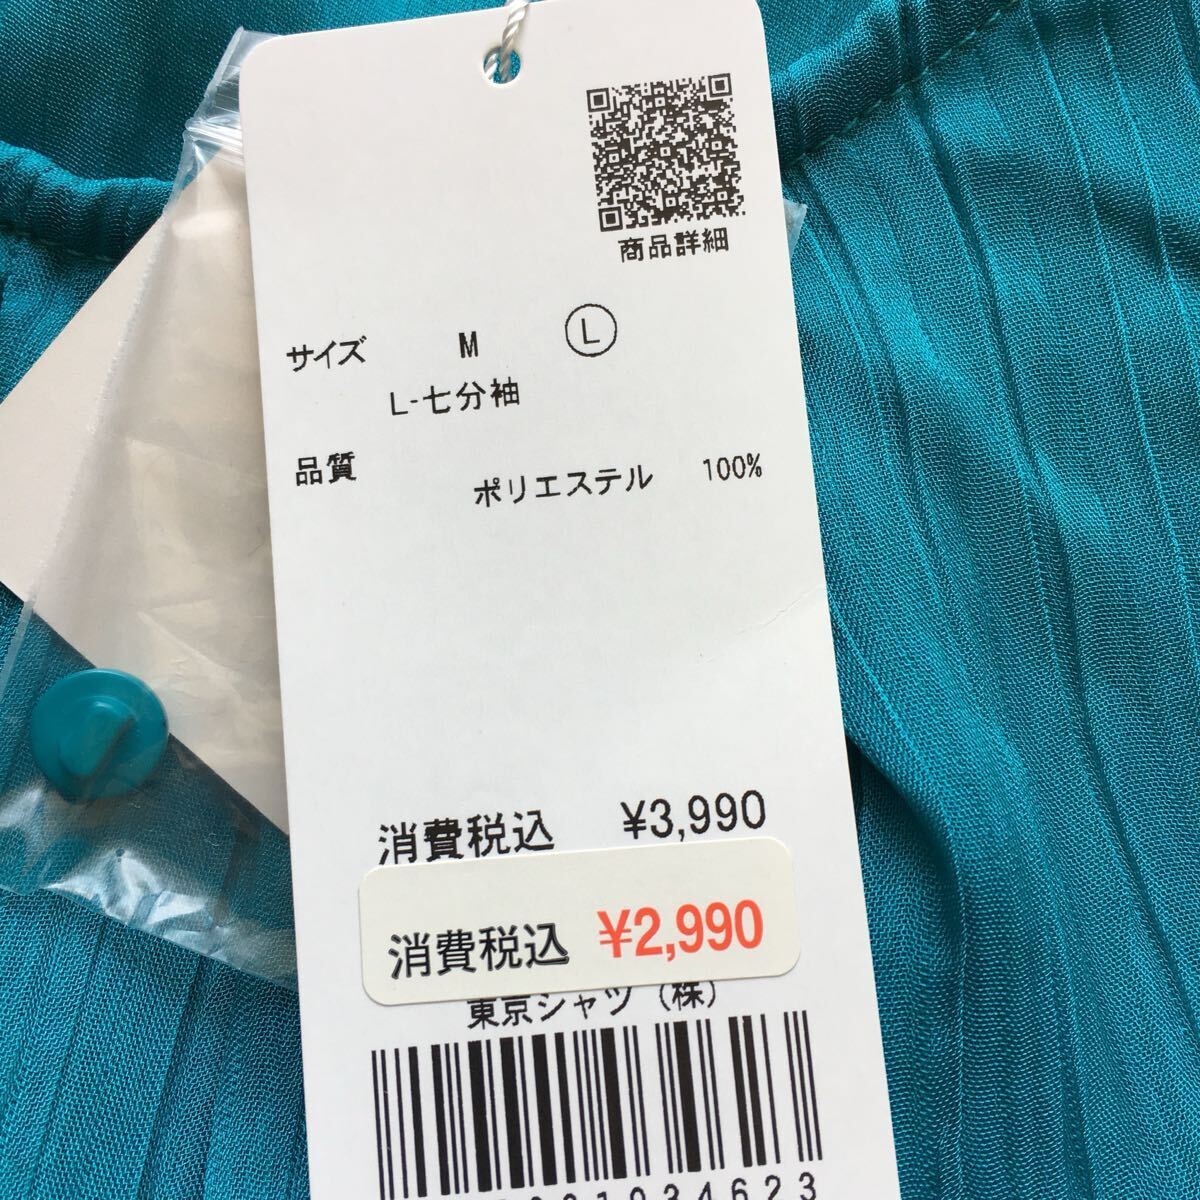 商品詳細
サイズ M L
L-七分袖
品質
ポリエステル 100%
消費税込 ¥3,990
消費税込 ¥2,990
東京シャツ(株)
1034623